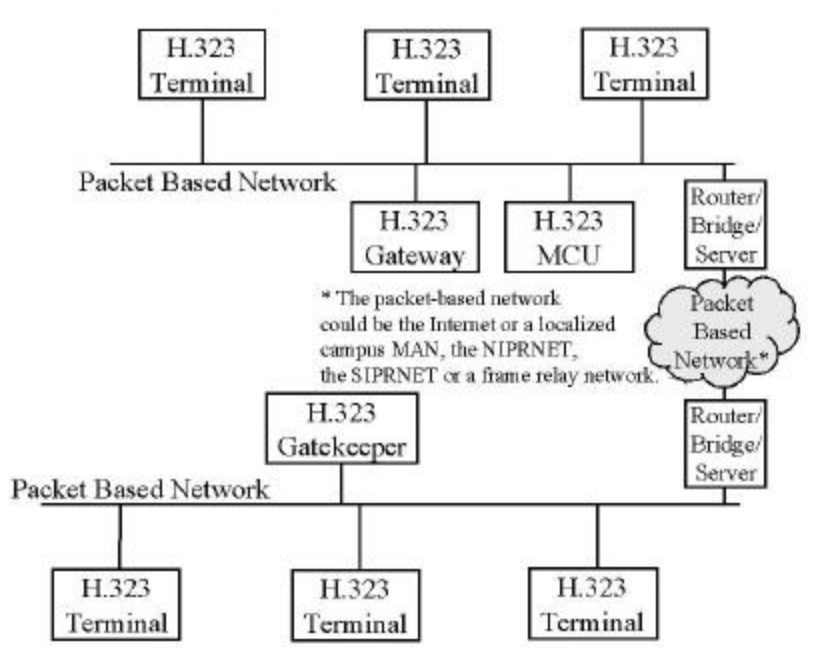 H.323
Terminal
H.323
Terminal
H.323
Terminal
Packet Based Network
H.323
Gateway
H.323
MCU
Router/
Bridge/
Server
* The packet-based network
could be the Internet or a localized
campus MAN, the NIPRNET,
the SIPRNET or a frame relay network.
Packet
Based
Network*
H.323
Gatekeeper
Router/
Bridge/
Server
Packet Based Network
H.323
Terminal
H.323
Terminal
H.323
Terminal